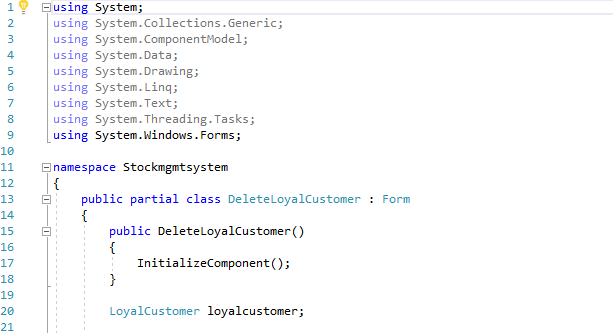 1 using System;
2 using System.Collections.Generic;
3 using System.ComponentModel;
4 using System.Data;
5 using System.Drawing;
6 using System.Linq;
7 using System.Text;
8 using System.Threading.Tasks;
9 using System.Windows.Forms;
10
11 namespace Stockmgmtsystem
12 {
13 public partial class DeleteLoyalCustomer : Form
14 {
15 public DeleteLoyalCustomer()
16 {
17 InitializeComponent();
18 }
19
20 LoyalCustomer loyalcustomer;
21